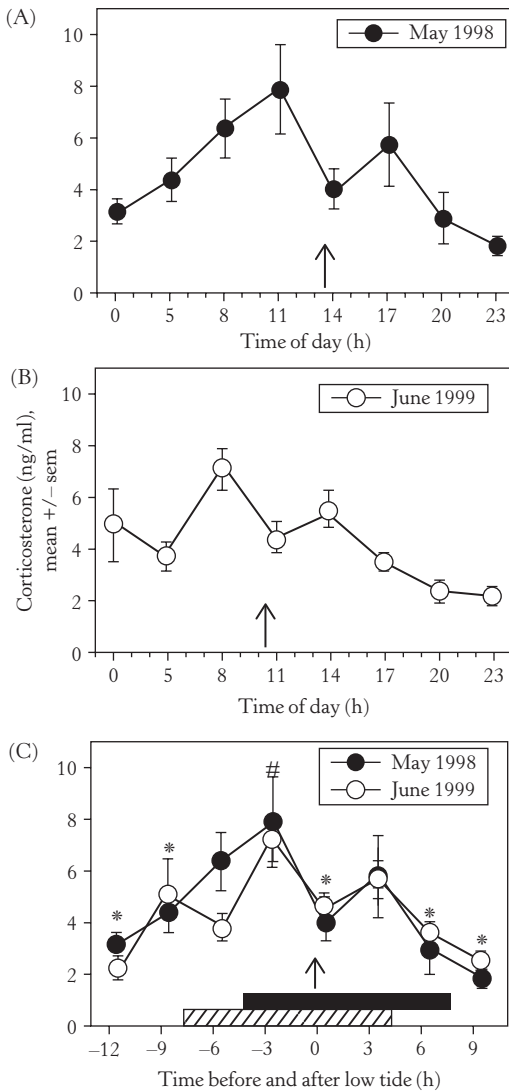 (A)
May 1998
10
8
6
4
2
0
0 5 8 11 14 17 20 23
Time of day (h)
(B)
June 1999
Corticosterone (ng/ml),
mean +/– sem
10
8
6
4
2
0
0 5 8 11 14 17 20 23
Time of day (h)
(C)
May 1998
June 1999
10
8
6
4
2
0
#
* * * * *
–12 –9 –6 –3 0 3 6 9
Time before and after low tide (h)